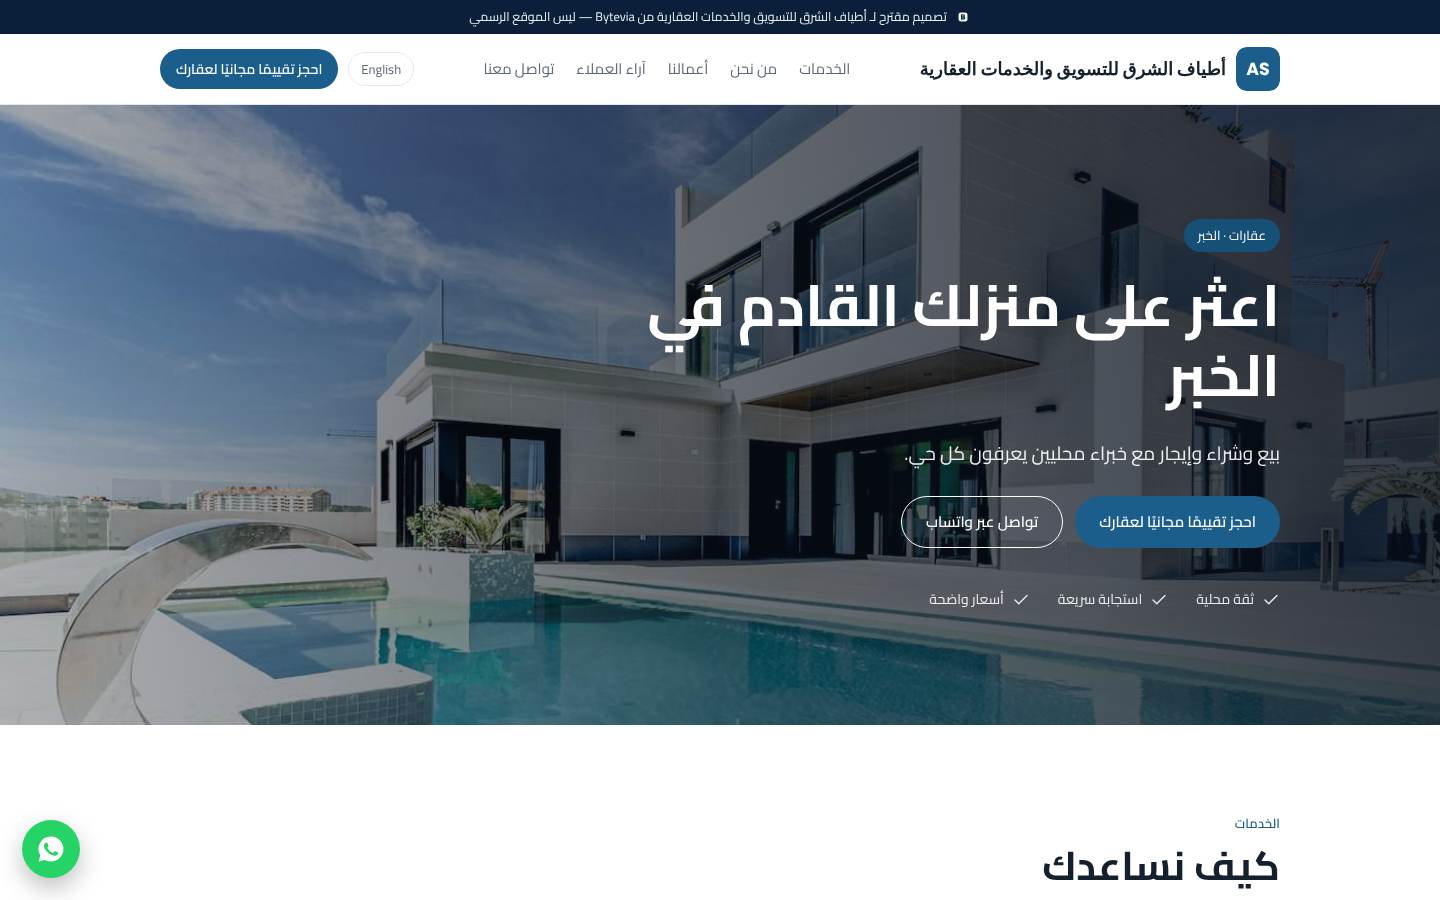 تصميم مقترح لـ أطياف الشرق للتسويق والخدمات العقارية من Bytevia — ليس الموقع الرسمي
AS
أطياف الشرق للتسويق والخدمات العقارية
الخدمات
من نحن
أعمالنا
آراء العملاء
تواصل معنا
English
احجز تقييمًا مجانيًا لعقارك
عقارات · الخبر
اعثر على منزلك القادم في
الخبر
بيع وشراء وإيجار مع خبراء محليين يعرفون كل حي.
احجز تقييمًا مجانيًا لعقارك
تواصل عبر واتساب
ثقة محلية
استجابة سريعة
أسعار واضحة
الخدمات
كيف نساعدك